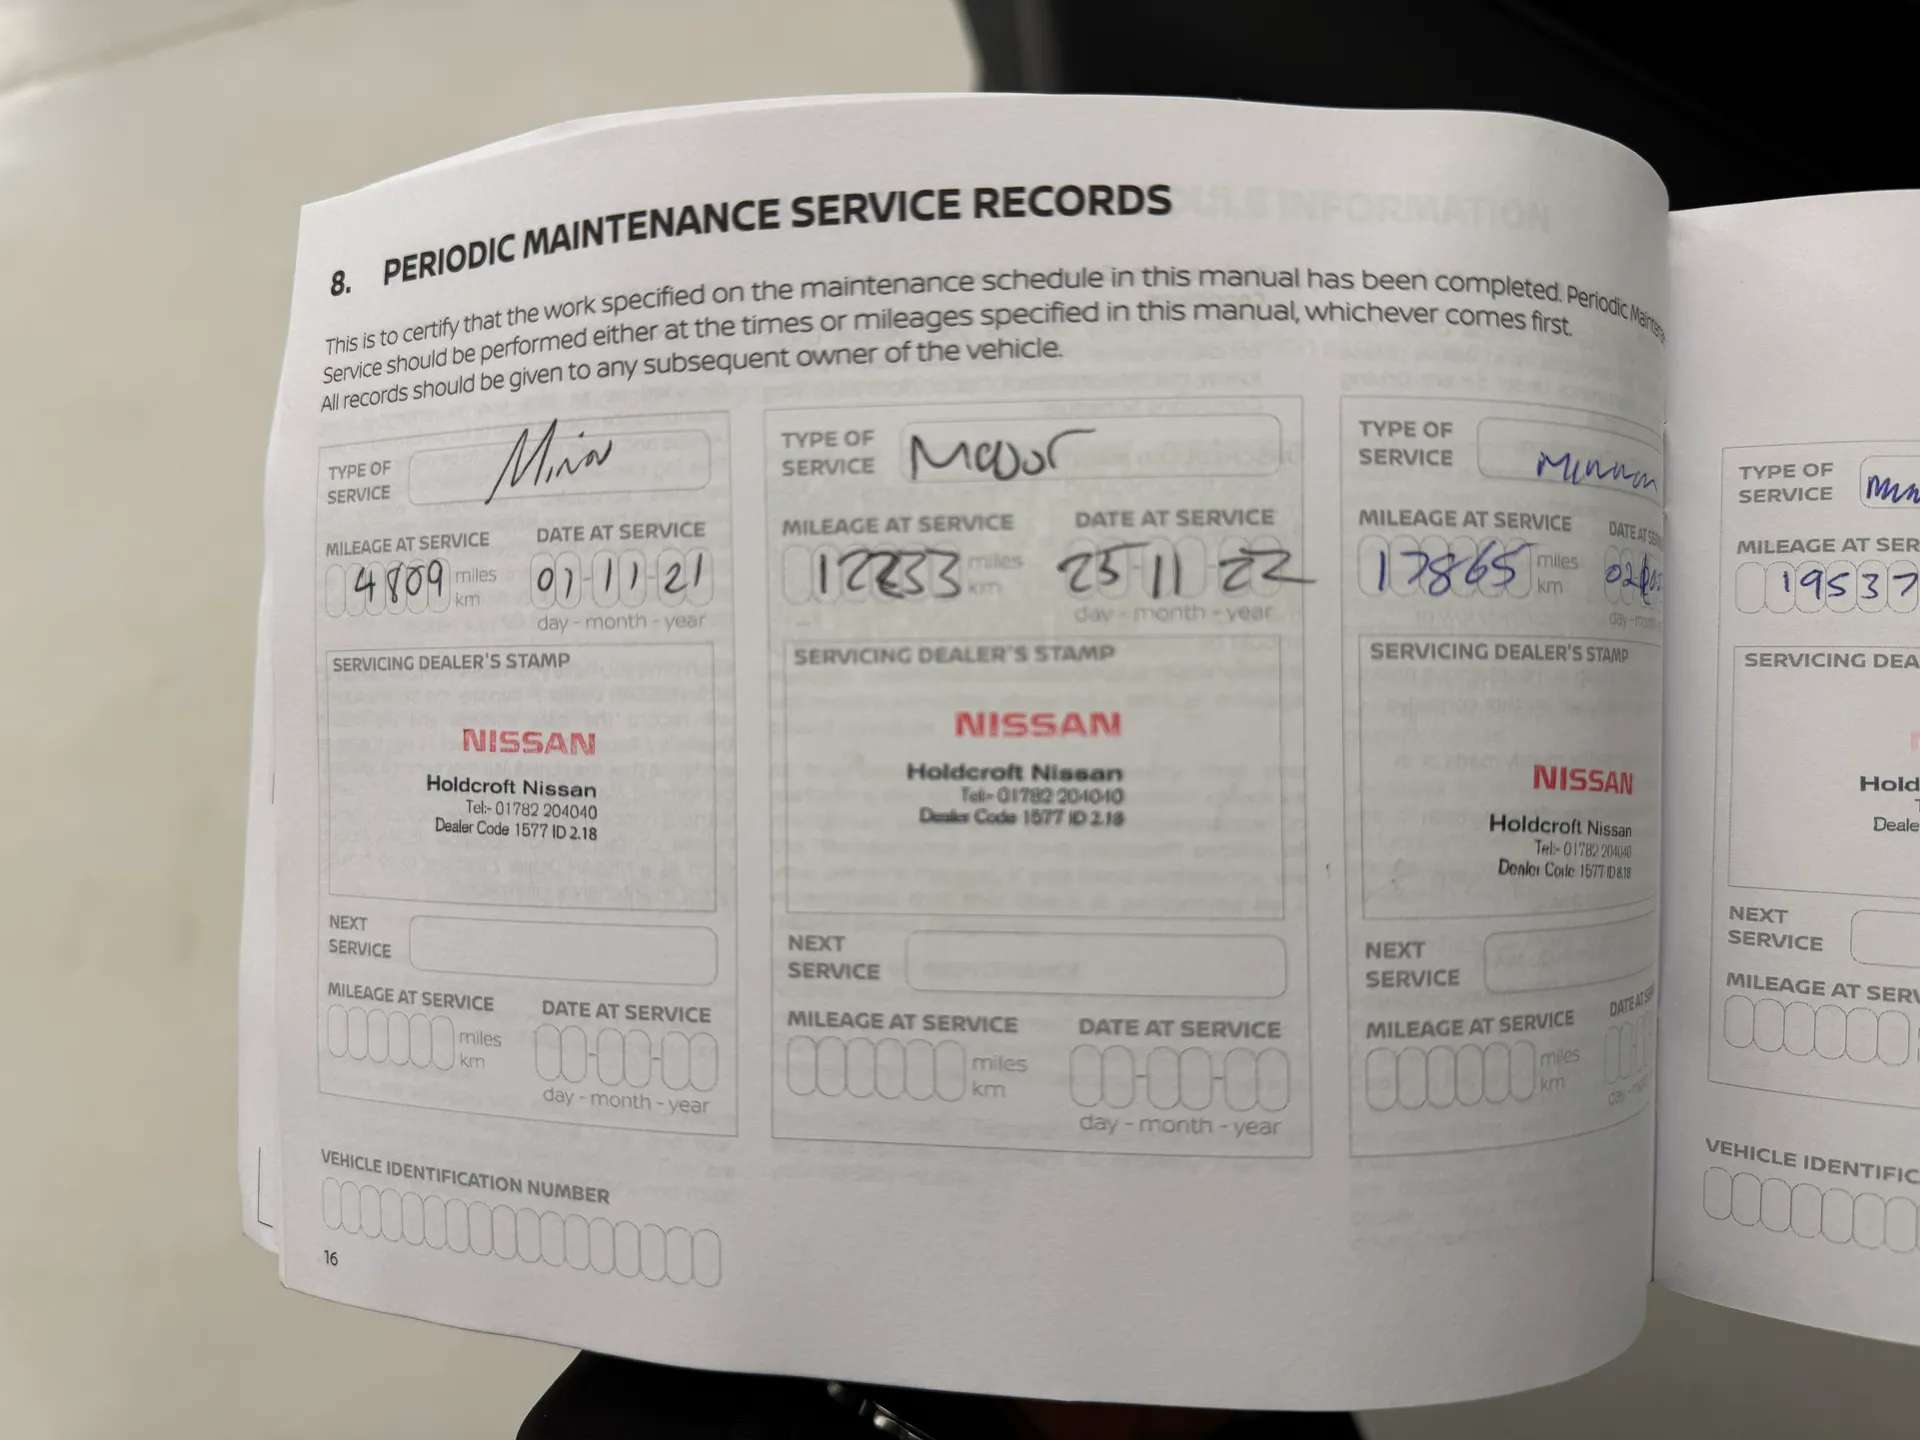 8. PERIODIC MAINTENANCE SERVICE RECORDS
This is to certify that the work specified on the maintenance schedule in this manual has been completed. Periodic
Service should be performed either at the times or mileages specified in this manual, whichever comes first.
All records should be given to any subsequent owner of the vehicle.
TYPE OF
SERVICE
Minor
MILEAGE AT SERVICE
DATE AT SERVICE
4809 miles
km
01-11-21
day - month - year
SERVICING DEALER'S STAMP
NISSAN
Holdcroft Nissan
Tel:- 01782 204040
Dealer Code 1577 ID 2.18
NEXT
SERVICE
MILEAGE AT SERVICE
DATE AT SERVICE
miles
km
day - month - year
VEHICLE IDENTIFICATION NUMBER
16
TYPE OF
SERVICE
Major
MILEAGE AT SERVICE
DATE AT SERVICE
12233 miles
km
25-11-22
day - month - year
SERVICING DEALER'S STAMP
NISSAN
Holdcroft Nissan
Tel:- 01782 204040
Dealer Code 1577 ID 2.18
NEXT
SERVICE
MILEAGE AT SERVICE
DATE AT SERVICE
miles
km
day - month - year
TYPE OF
SERVICE
MILEAGE AT SERVICE
DATE AT
17865 miles
km
SERVICING DEALER'S STAMP
NISSAN
Holdcroft Nissan
Tel:- 01782 204040
Dealer Code 1577 ID 8.18
NEXT
SERVICE
MILEAGE AT SERVICE
DATE AT
miles
km
TYPE OF
SERVICE
MILEAGE AT SER
19537
SERVICING DEA
Hold
Deale
NEXT
SERVICE
MILEAGE AT SERV
VEHICLE IDENTIFIC